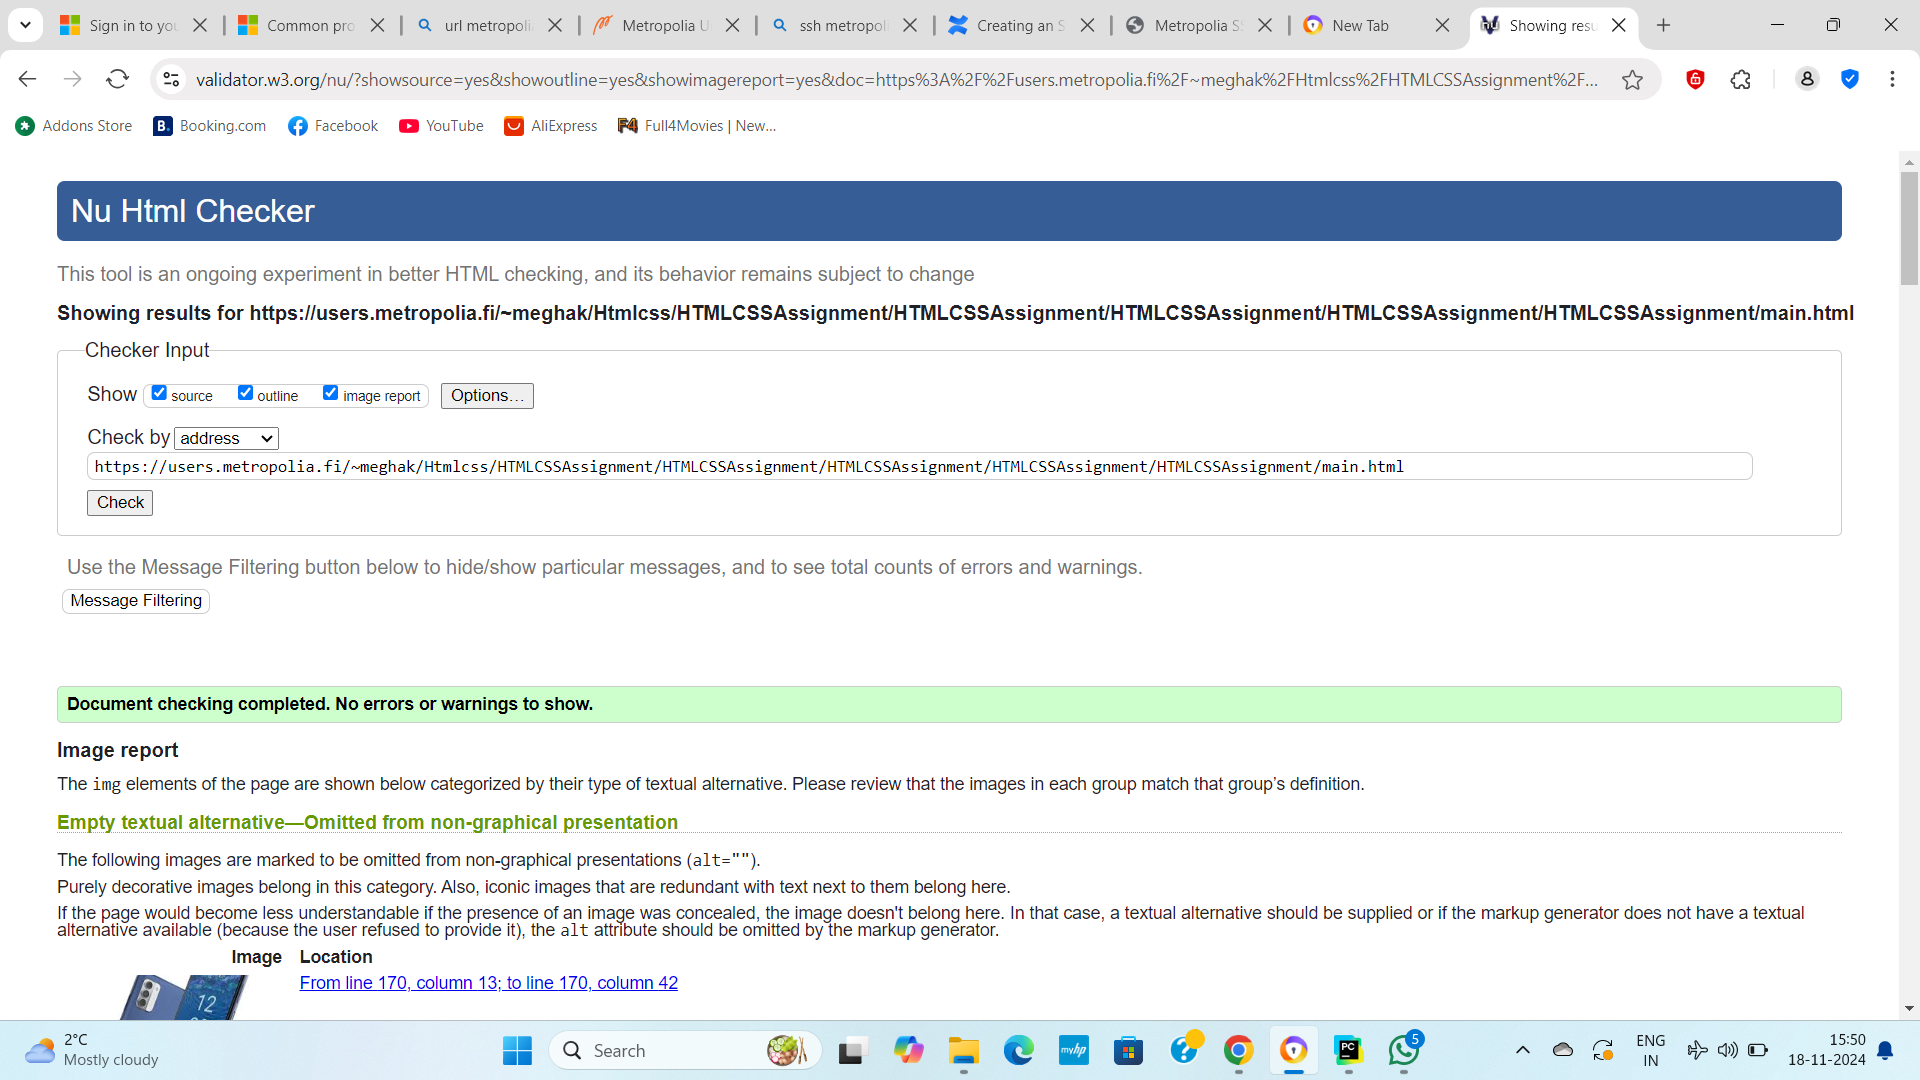 Sign in to you
Common pro
url metropolia
Metropolia U
ssh metropol
Creating an S
Metropolia S
New Tab
Showing resu
validator.w3.org/nu/?showsource=yes&showoutline=yes&showimagereport=yes&doc=https%3A%2F%2Fusers.metropolia.fi%2F~meghak%2FHtmlcss%2FHTMLCSSAssignment%2F...
Addons Store
Booking.com
Facebook
YouTube
AliExpress
Full4Movies | New...
Nu Html Checker
This tool is an ongoing experiment in better HTML checking, and its behavior remains subject to change
Showing results for https://users.metropolia.fi/~meghak/Htmlcss/HTMLCSSAssignment/HTMLCSSAssignment/HTMLCSSAssignment/HTMLCSSAssignment/HTMLCSSAssignment/main.html
Checker Input
Show source outline image report Options...
Check by address
https://users.metropolia.fi/~meghak/Htmlcss/HTMLCSSAssignment/HTMLCSSAssignment/HTMLCSSAssignment/HTMLCSSAssignment/HTMLCSSAssignment/main.html
Check
Use the Message Filtering button below to hide/show particular messages, and to see total counts of errors and warnings.
Message Filtering
Document checking completed. No errors or warnings to show.
Image report
The img elements of the page are shown below categorized by their type of textual alternative. Please review that the images in each group match that group's definition.
Empty textual alternative—Omitted from non-graphical presentation
The following images are marked to be omitted from non-graphical presentations (alt="").
Purely decorative images belong in this category. Also, iconic images that are redundant with text next to them belong here.
If the page would become less understandable if the presence of an image was concealed, the image doesn't belong here. In that case, a textual alternative should be supplied or if the markup generator does not have a textual
alternative available (because the user refused to provide it), the alt attribute should be omitted by the markup generator.
Image Location
From line 170, column 13; to line 170, column 42
12
2°C
Mostly cloudy
Search
myhp
PC
5
ENG
IN
15:50
18-11-2024